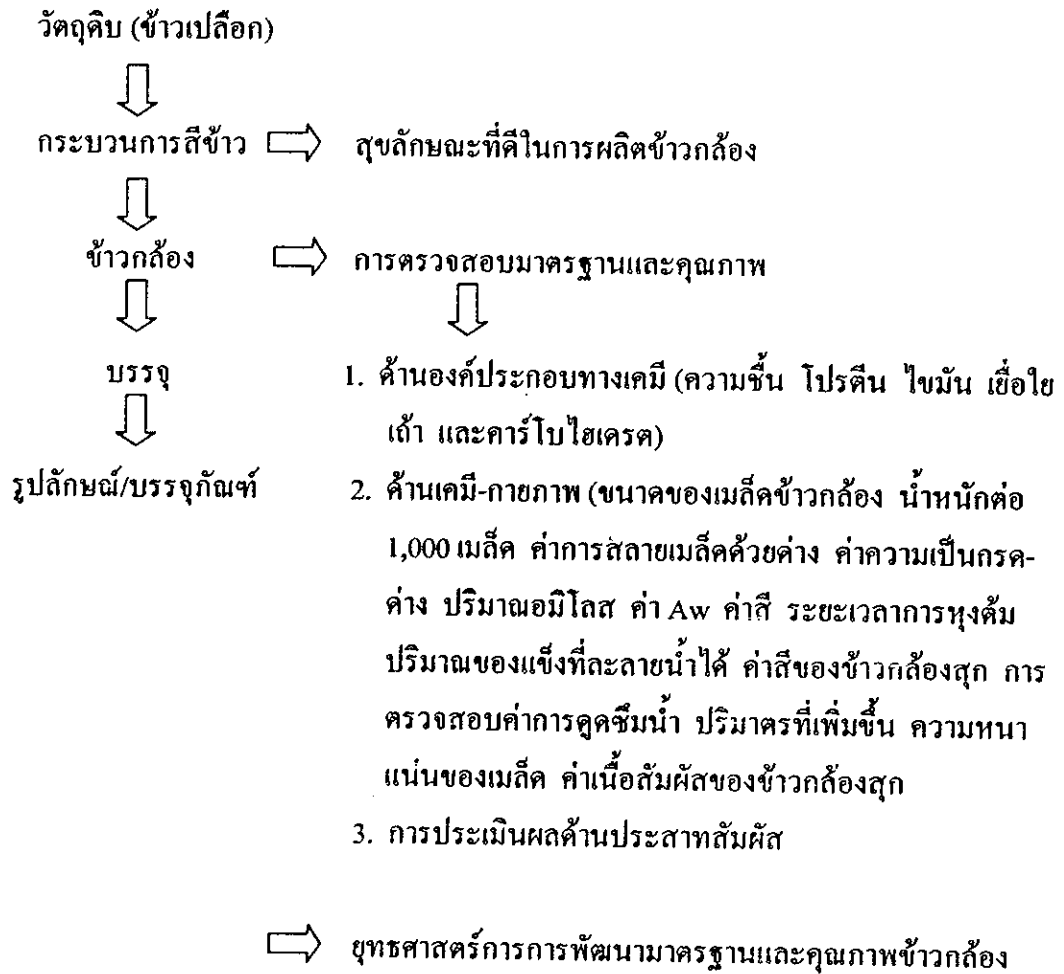 วัตถุดิบ (ข้าวเปลือก)
กระบวนการสีข้าว
สุขลักษณะที่ดีในการผลิตข้าวกล้อง
ข้าวกล้อง
การตรวจสอบมาตรฐานและคุณภาพ
บรรจุ
รูปลักษณ์/บรรจุภัณฑ์
1. ด้านองค์ประกอบทางเคมี (ความชื้น โปรตีน ไขมัน เยื่อใย
เถ้า และคาร์โบไฮเดรต)
2. ด้านเคมี-กายภาพ (ขนาดของเมล็ดข้าวกล้อง น้ำหนักต่อ
1,000 เมล็ด ค่าการสลายเมล็ดด้วยด่าง ค่าความเป็นกรด-
ด่าง ปริมาณอมิโลส ค่า Aw ค่าสี ระยะเวลาการหุงต้ม
ปริมาณของแข็งที่ละลายน้ำได้ ค่าสีของข้าวกล้องสุก การ
ตรวจสอบค่าการดูดซึมน้ำ ปริมาตรที่เพิ่มขึ้น ความหนา
แน่นของเมล็ด ค่าเนื้อสัมผัสของข้าวกล้องสุก
3. การประเมินผลด้านประสาทสัมผัส
ยุทธศาสตร์การการพัฒนามาตรฐานและคุณภาพข้าวกล้อง